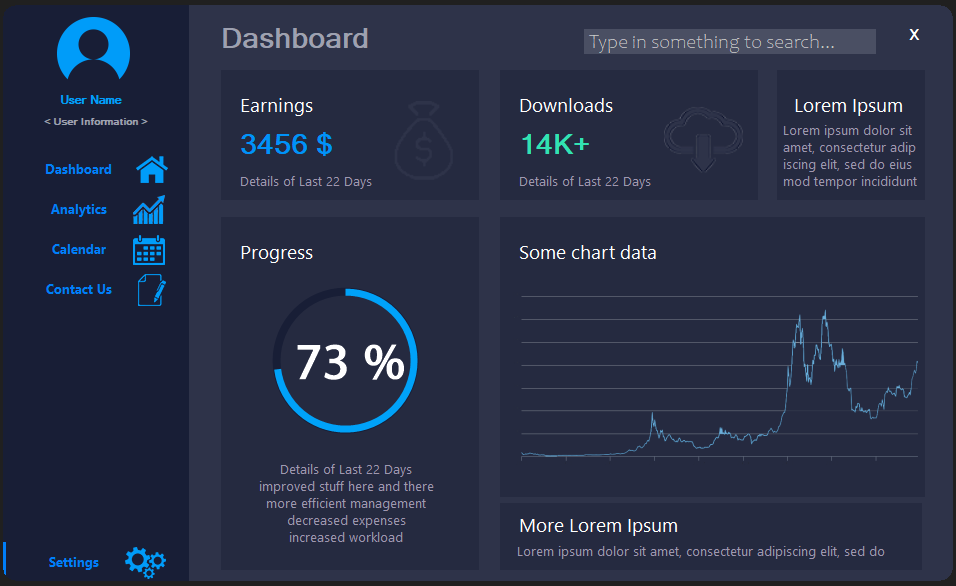 User Name
< User Information >
Dashboard
Analytics
Calendar
Contact Us
Settings
Dashboard
Type in something to search...
X
Earnings
3456 $
Details of Last 22 Days
$
Downloads
14K+
Details of Last 22 Days
Lorem Ipsum
Lorem ipsum dolor sit
amet, consectetur adip
iscing elit, sed do eius
mod tempor incididunt
Progress
73 %
Details of Last 22 Days
improved stuff here and there
more efficient management
decreased expenses
increased workload
Some chart data
More Lorem Ipsum
Lorem ipsum dolor sit amet, consectetur adipiscing elit, sed do